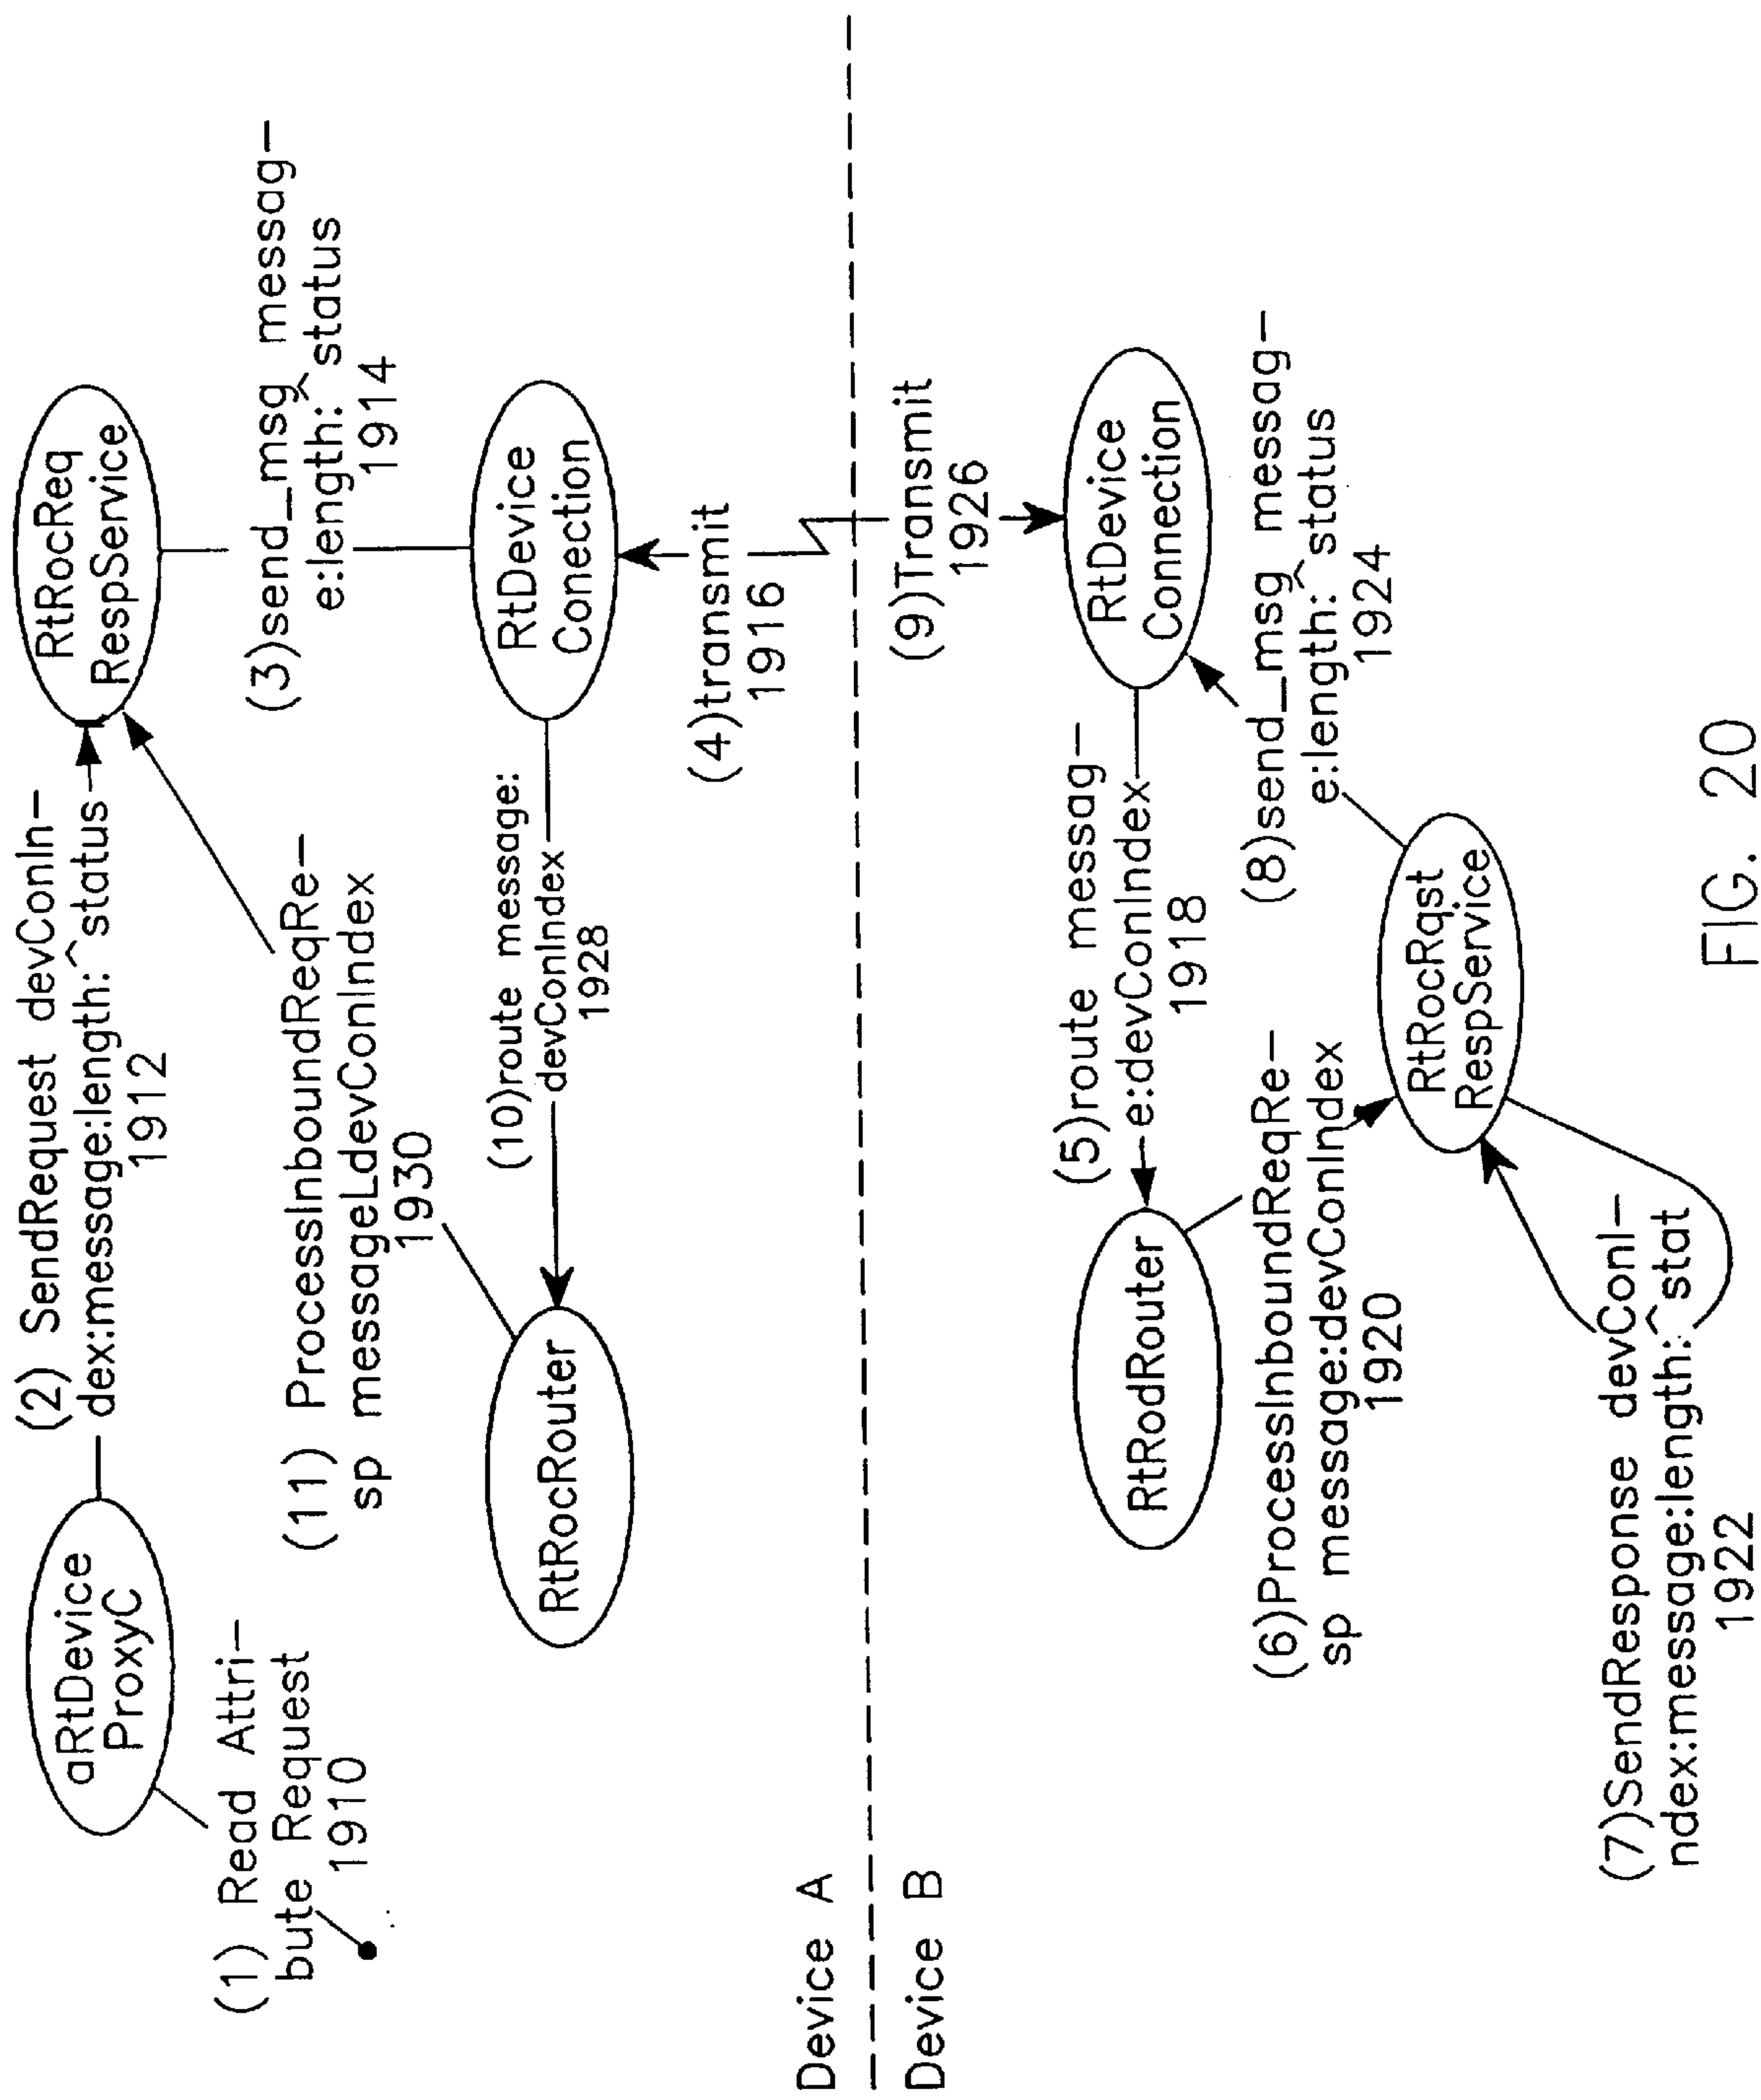 (2) SendRequest devConIn-
dex:message:length:^status
1912
aRtDevice
ProxyC
RtRocReq
RespService
(1) Read Attri-
bute Request
1910
(11) ProcessInboundReqRe-
sp messageLdevConIndex
1930
(3)send_msg messag-
e:length:^status
1914
(10)route message:
devConIndex
1928
RtRocRouter
RtDevice
Conection
(4)transmit
1916
Device A
Device B
(9)Transmit
1926
(5)route messag-
e:devConIndex
1918
RtRodRouter
RtDevice
Connection
(6)ProcessInboundReqRe-
sp message:devConIndex
1920
(8)send_msg messag-
e:length:^status
1924
RtRocRqst
RespService
(7)SendResponse devConI-
ndex:message:length:^stat
1922
FIG. 20